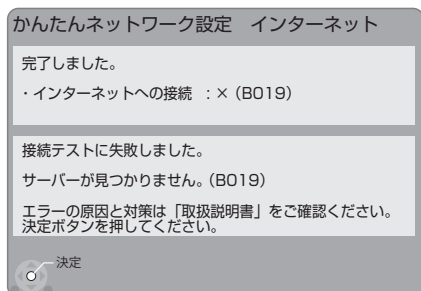 かんたんネットワーク設定　インターネット
完了しました。
・インターネットへの接続　：×（B019）
接続テストに失敗しました。
サーバーが見つかりません。（B019）
エラーの原因と対策は「取扱説明書」をご確認ください。
決定ボタンを押してください。
決定